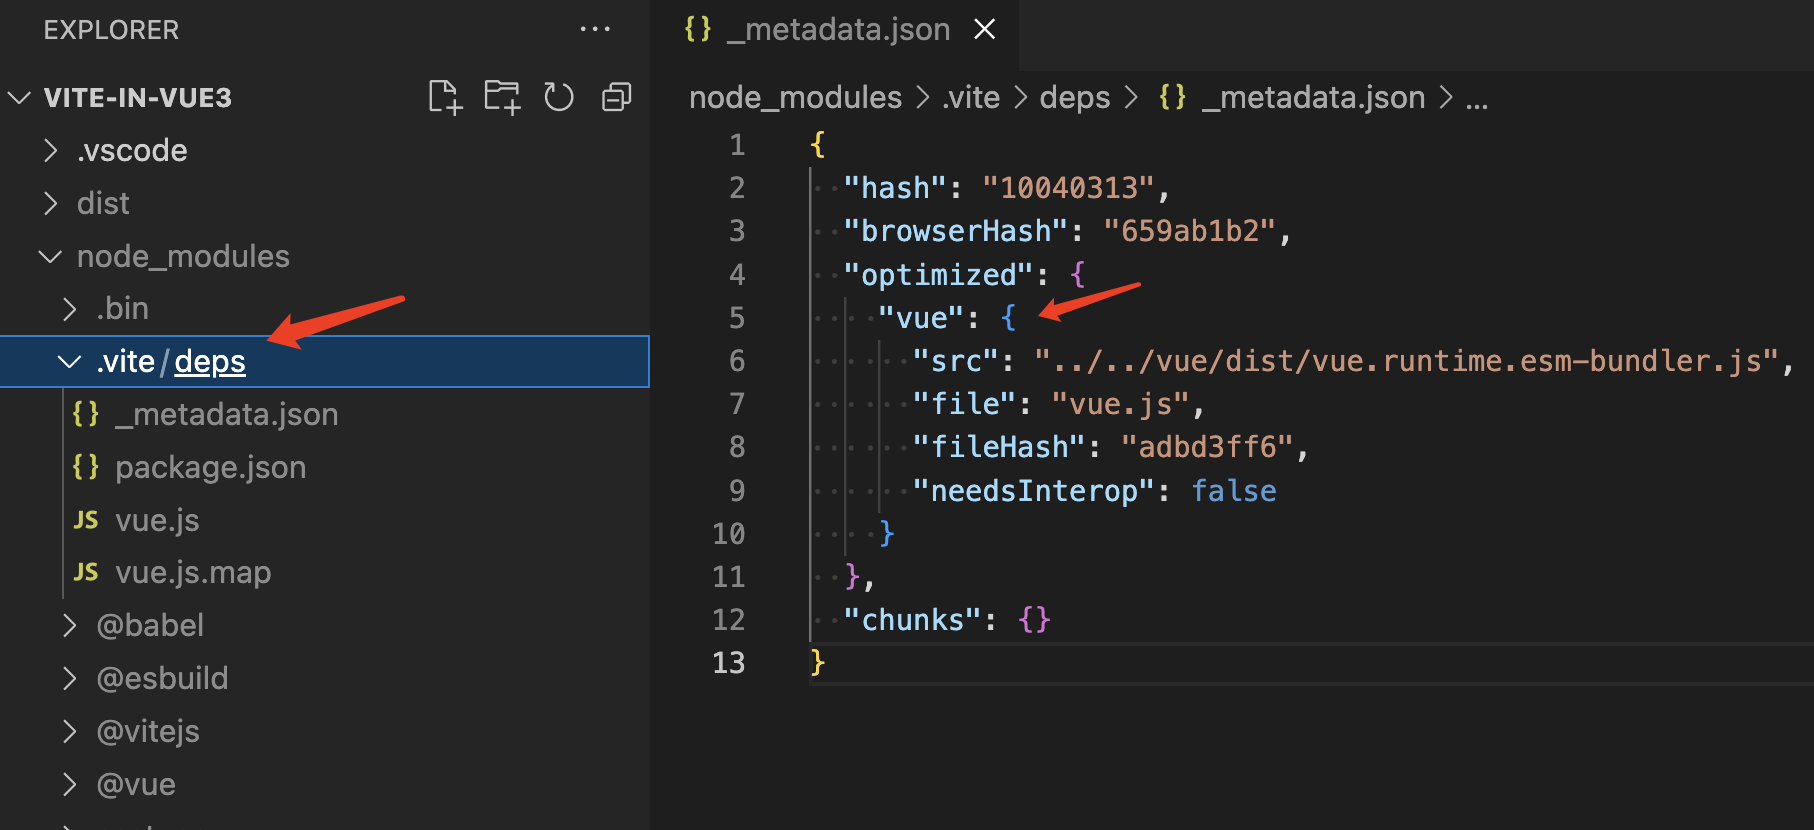 EXPLORER
VITE-IN-VUE3
.vscode
dist
node_modules
.bin
.vite/deps
{} _metadata.json
{} package.json
JS vue.js
JS vue.js.map
@babel
@esbuild
@vitejs
@vue
{} _metadata.json
node_modules > .vite > deps > {} _metadata.json > ...
1 {
2 "hash": "10040313",
3 "browserHash": "659ab1b2",
4 "optimized": {
5 "vue": {
6 "src": "../../vue/dist/vue.runtime.esm-bundler.js",
7 "file": "vue.js",
8 "fileHash": "adbd3ff6",
9 "needsInterop": false
10 }
11 },
12 "chunks": {}
13 }